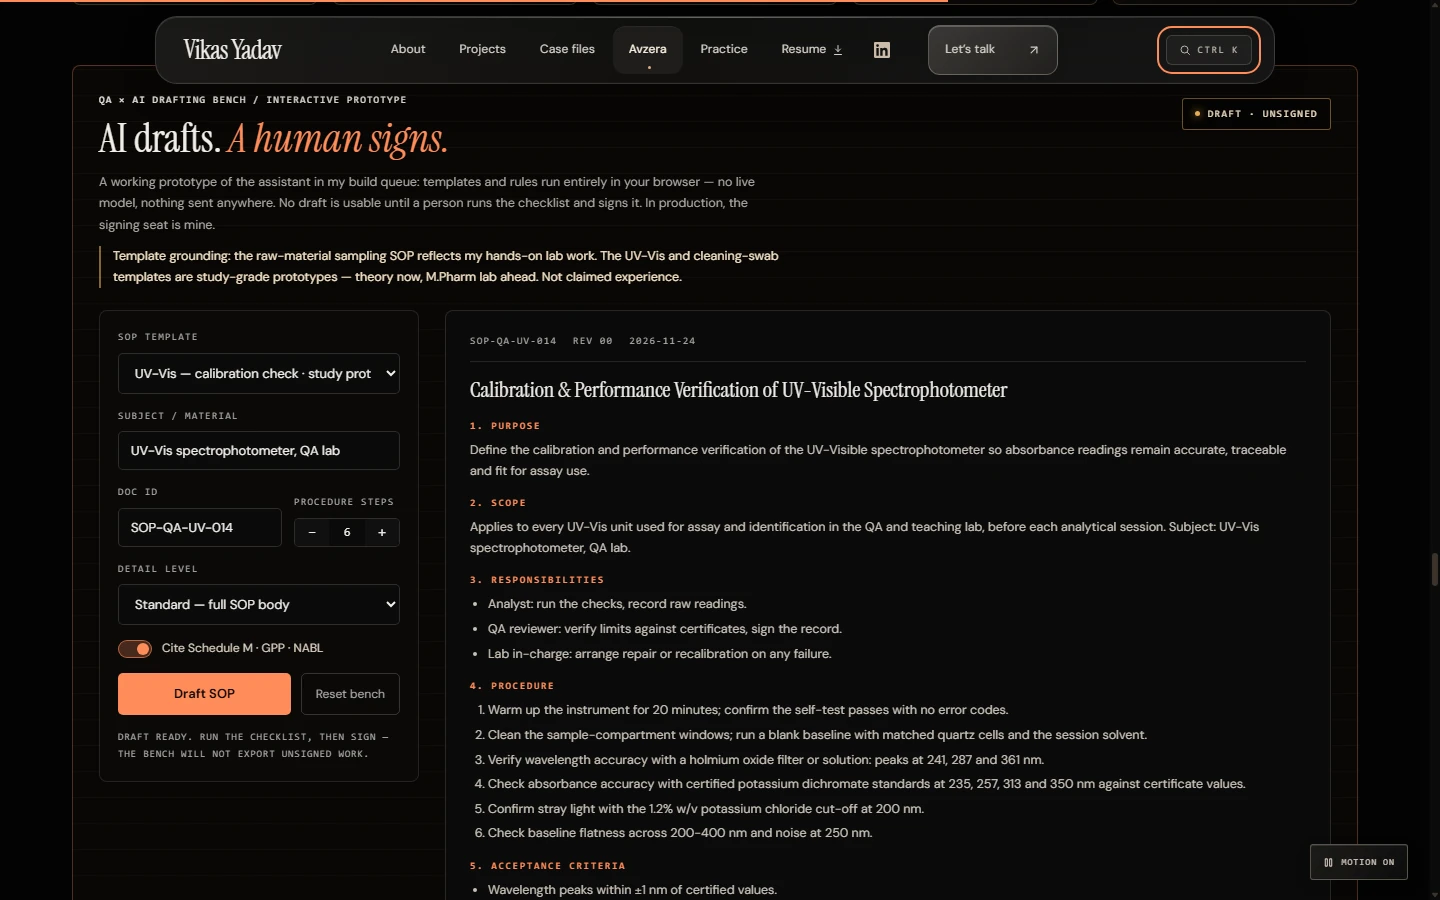 Vikas Yadav
About
Projects
Case files
Avzera
Practice
Resume
in
Let's talk
CTRL K
QA × AI DRAFTING BENCH / INTERACTIVE PROTOTYPE
DRAFT · UNSIGNED
AI drafts. A human signs.
A working prototype of the assistant in my build queue: templates and rules run entirely in your browser — no live
model, nothing sent anywhere. No draft is usable until a person runs the checklist and signs it. In production, the
signing seat is mine.
Template grounding: the raw-material sampling SOP reflects my hands-on lab work. The UV-Vis and cleaning-swab
templates are study-grade prototypes — theory now, M.Pharm lab ahead. Not claimed experience.
SOP TEMPLATE
UV-Vis — calibration check · study prot
SUBJECT / MATERIAL
UV-Vis spectrophotometer, QA lab
DOC ID
PROCEDURE STEPS
SOP-QA-UV-014
− 6 +
DETAIL LEVEL
Standard — full SOP body
Cite Schedule M · GPP · NABL
Draft SOP
Reset bench
DRAFT READY. RUN THE CHECKLIST, THEN SIGN —
THE BENCH WILL NOT EXPORT UNSIGNED WORK.
SOP-QA-UV-014 REV 00 2026-11-24
Calibration & Performance Verification of UV-Visible Spectrophotometer
1. PURPOSE
Define the calibration and performance verification of the UV-Visible spectrophotometer so absorbance readings remain accurate, traceable
and fit for assay use.
2. SCOPE
Applies to every UV-Vis unit used for assay and identification in the QA and teaching lab, before each analytical session. Subject: UV-Vis
spectrophotometer, QA lab.
3. RESPONSIBILITIES
• Analyst: run the checks, record raw readings.
• QA reviewer: verify limits against certificates, sign the record.
• Lab in-charge: arrange repair or recalibration on any failure.
4. PROCEDURE
1. Warm up the instrument for 20 minutes; confirm the self-test passes with no error codes.
2. Clean the sample-compartment windows; run a blank baseline with matched quartz cells and the session solvent.
3. Verify wavelength accuracy with a holmium oxide filter or solution: peaks at 241, 287 and 361 nm.
4. Check absorbance accuracy with certified potassium dichromate standards at 235, 257, 313 and 350 nm against certificate values.
5. Confirm stray light with the 1.2% w/v potassium chloride cut-off at 200 nm.
6. Check baseline flatness across 200-400 nm and noise at 250 nm.
5. ACCEPTANCE CRITERIA
• Wavelength peaks within ±1 nm of certified values.
MOTION ON